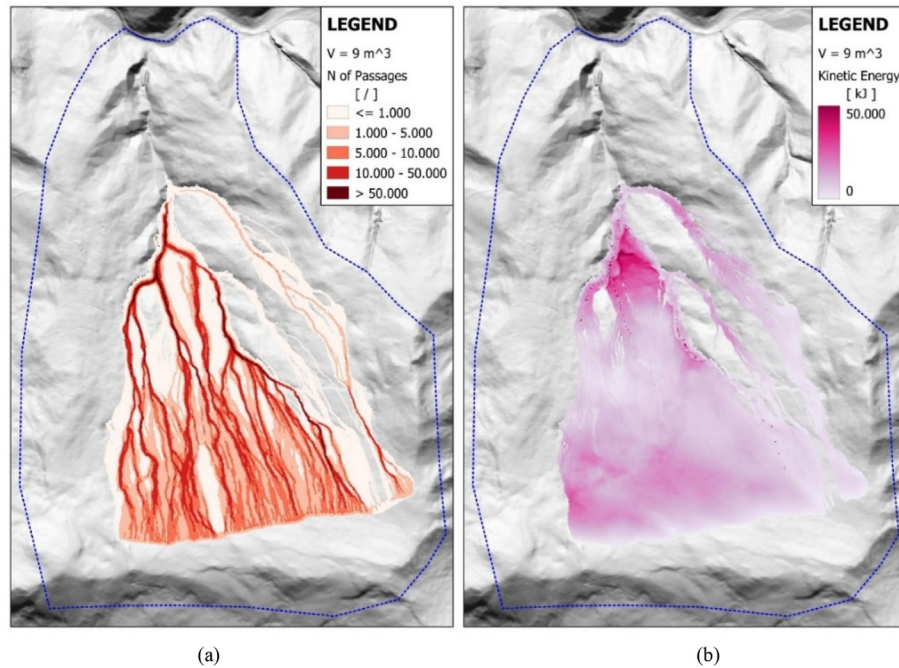 LEGEND
V = 9 m^3
N of Passages
[ / ]
<= 1.000
1.000 - 5.000
5.000 - 10.000
10.000 - 50.000
> 50.000
LEGEND
V = 9 m^3
Kinetic Energy
[ kJ ]
50.000
0
(a)
(b)